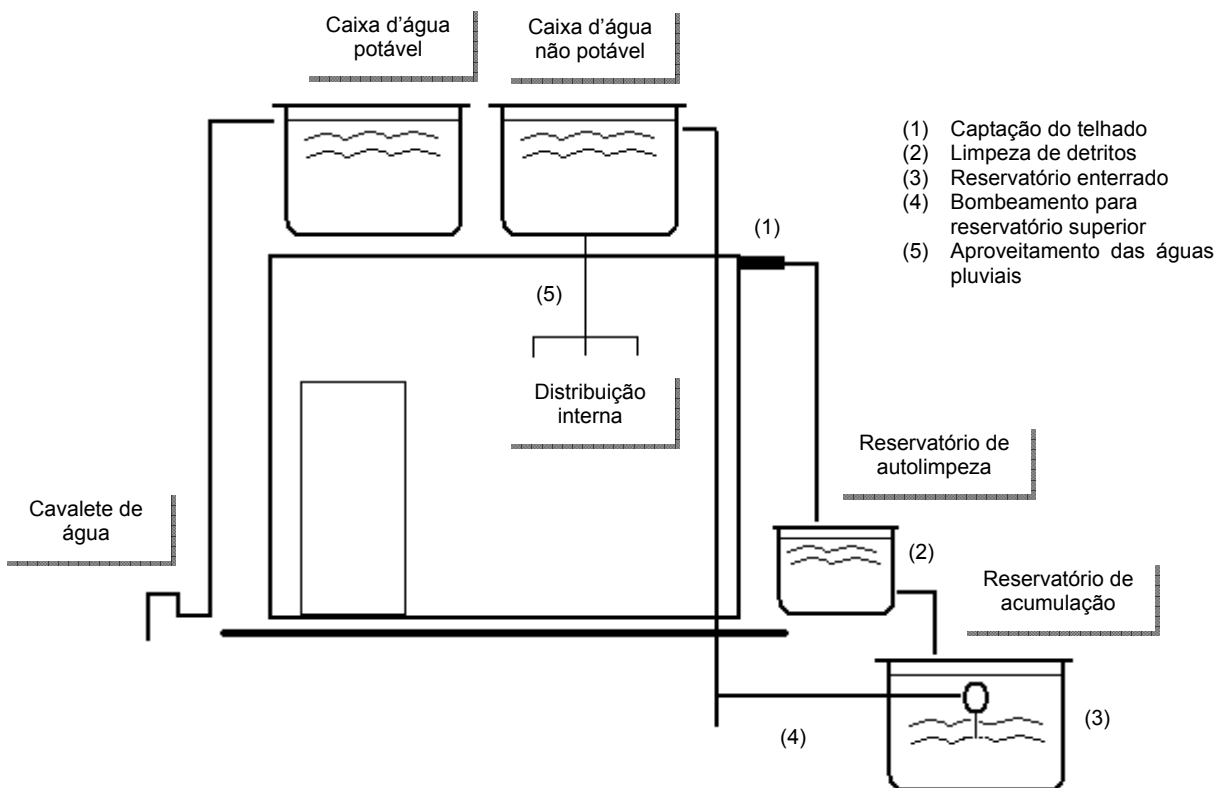 Caixa d’água
potável
Caixa d’água
não potável
(1) Captação do telhado
(2) Limpeza de detritos
(3) Reservatório enterrado
(4) Bombeamento para
reservatório superior
(5) Aproveitamento das águas
pluviais
(1)
(5)
Distribuição
interna
Reservatório de
autolimpeza
Cavalete de
água
(2)
Reservatório de
acumulação
(3)
(4)